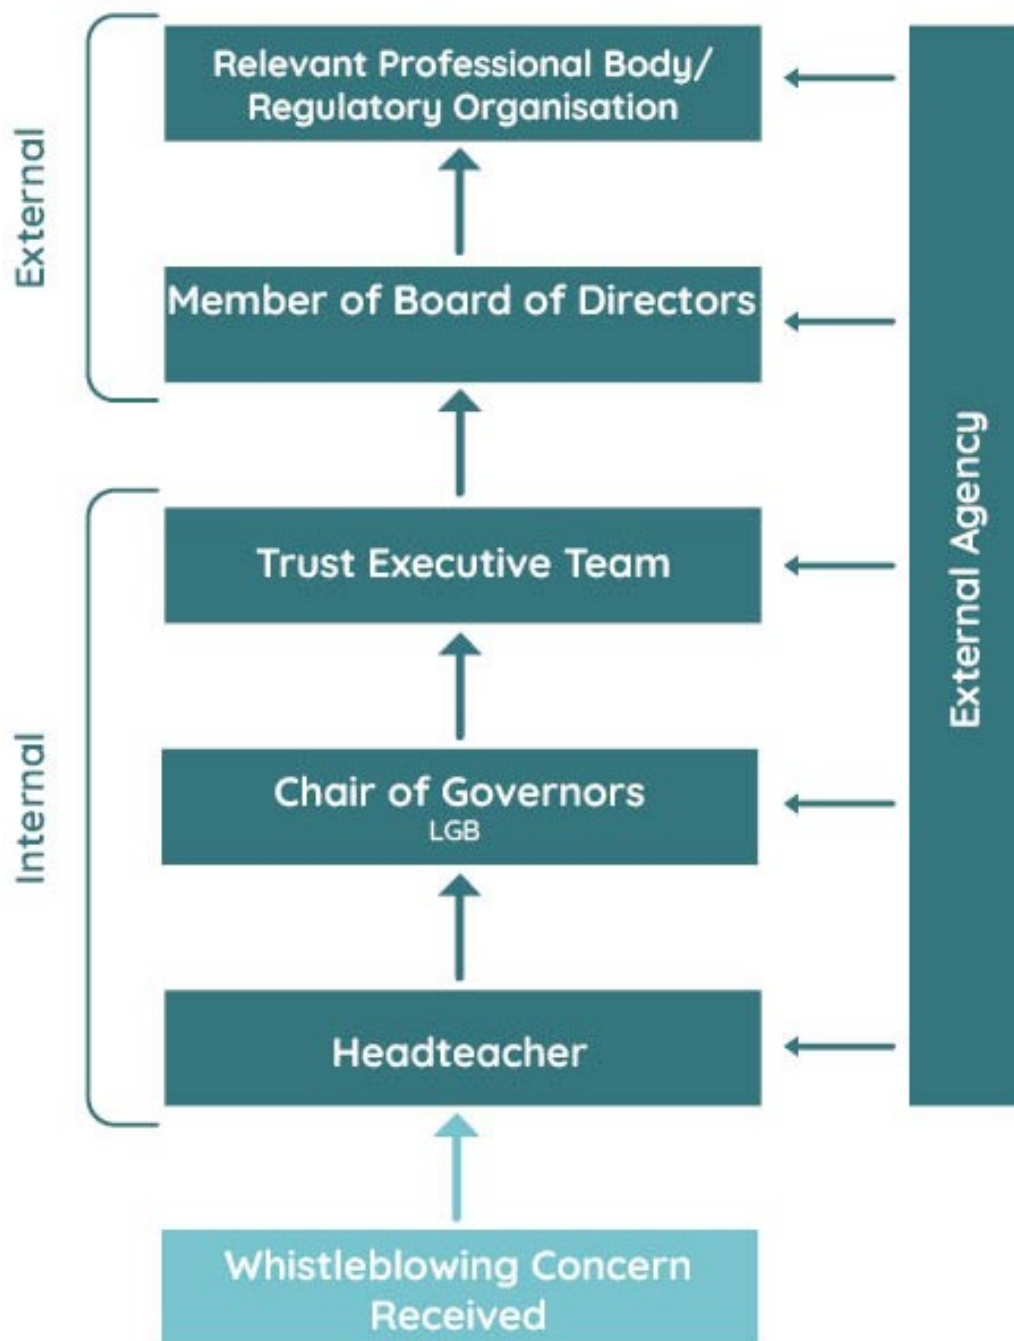 External
Relevant Professional Body/
Regulatory Organisation
Member of Board of Directors
Internal
Trust Executive Team
Chair of Governors
LGB
Headteacher
External Agency
Whistleblowing Concern
Received